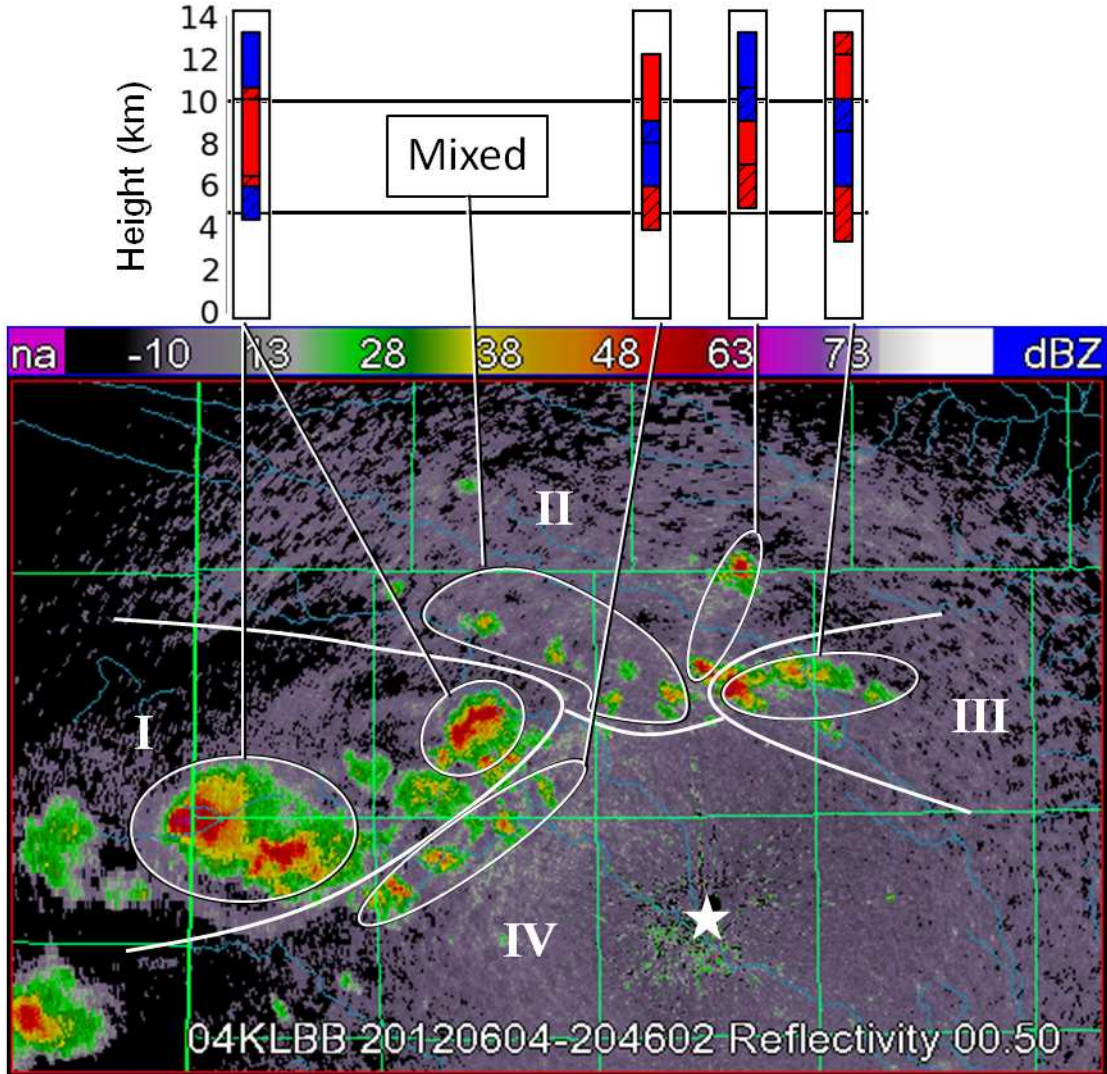 14
12
10
8
6
4
2
0
Height (km)
Mixed
na -10 13 28 38 48 63 73 dBZ
II
I
III
IV
04KLBB 20120604-204602 Reflectivity 00.50